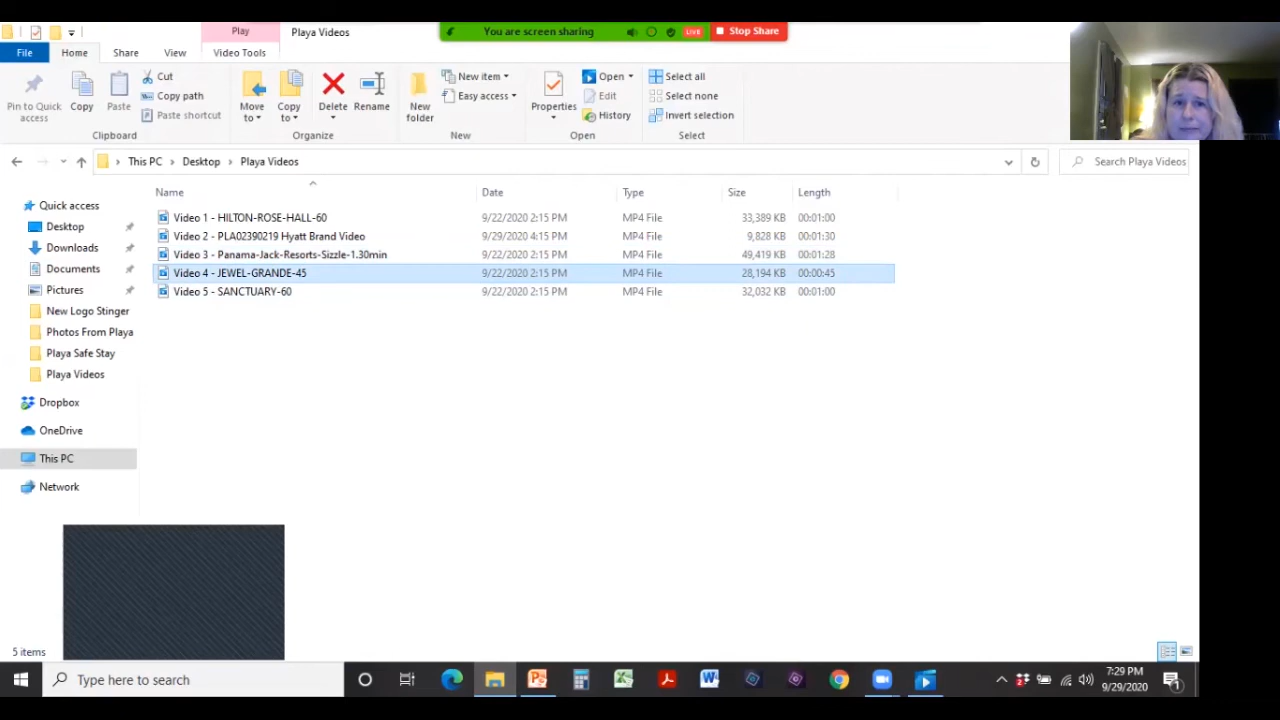 Play
Playa Videos
You are screen sharing
LIVE
Stop Share
File
Home
Share
View
Video Tools
Pin to Quick access
Copy
Paste
Cut
Copy path
Paste shortcut
Clipboard
Move to
Copy to
Delete
Rename
Organize
New folder
New item
Easy access
New
Properties
Open
Edit
History
Open
Select all
Select none
Invert selection
Select
This PC > Desktop > Playa Videos
Search Playa Videos
Name Date Type Size Length
Video 1 - HILTON-ROSE-HALL-60 9/22/2020 2:15 PM MP4 File 33,389 KB 00:01:00
Video 2 - PLA02390219 Hyatt Brand Video 9/29/2020 4:15 PM MP4 File 9,828 KB 00:01:30
Video 3 - Panama-Jack-Resorts-Sizzle-1.30min 9/22/2020 2:15 PM MP4 File 49,419 KB 00:01:28
Video 4 - JEWEL-GRANDE-45 9/22/2020 2:15 PM MP4 File 28,194 KB 00:00:45
Video 5 - SANCTUARY-60 9/22/2020 2:15 PM MP4 File 32,032 KB 00:01:00
Quick access
Desktop
Downloads
Documents
Pictures
New Logo Stinger
Photos From Playa
Playa Safe Stay
Playa Videos
Dropbox
OneDrive
This PC
Network
5 items
Type here to search
7:29 PM
9/29/2020